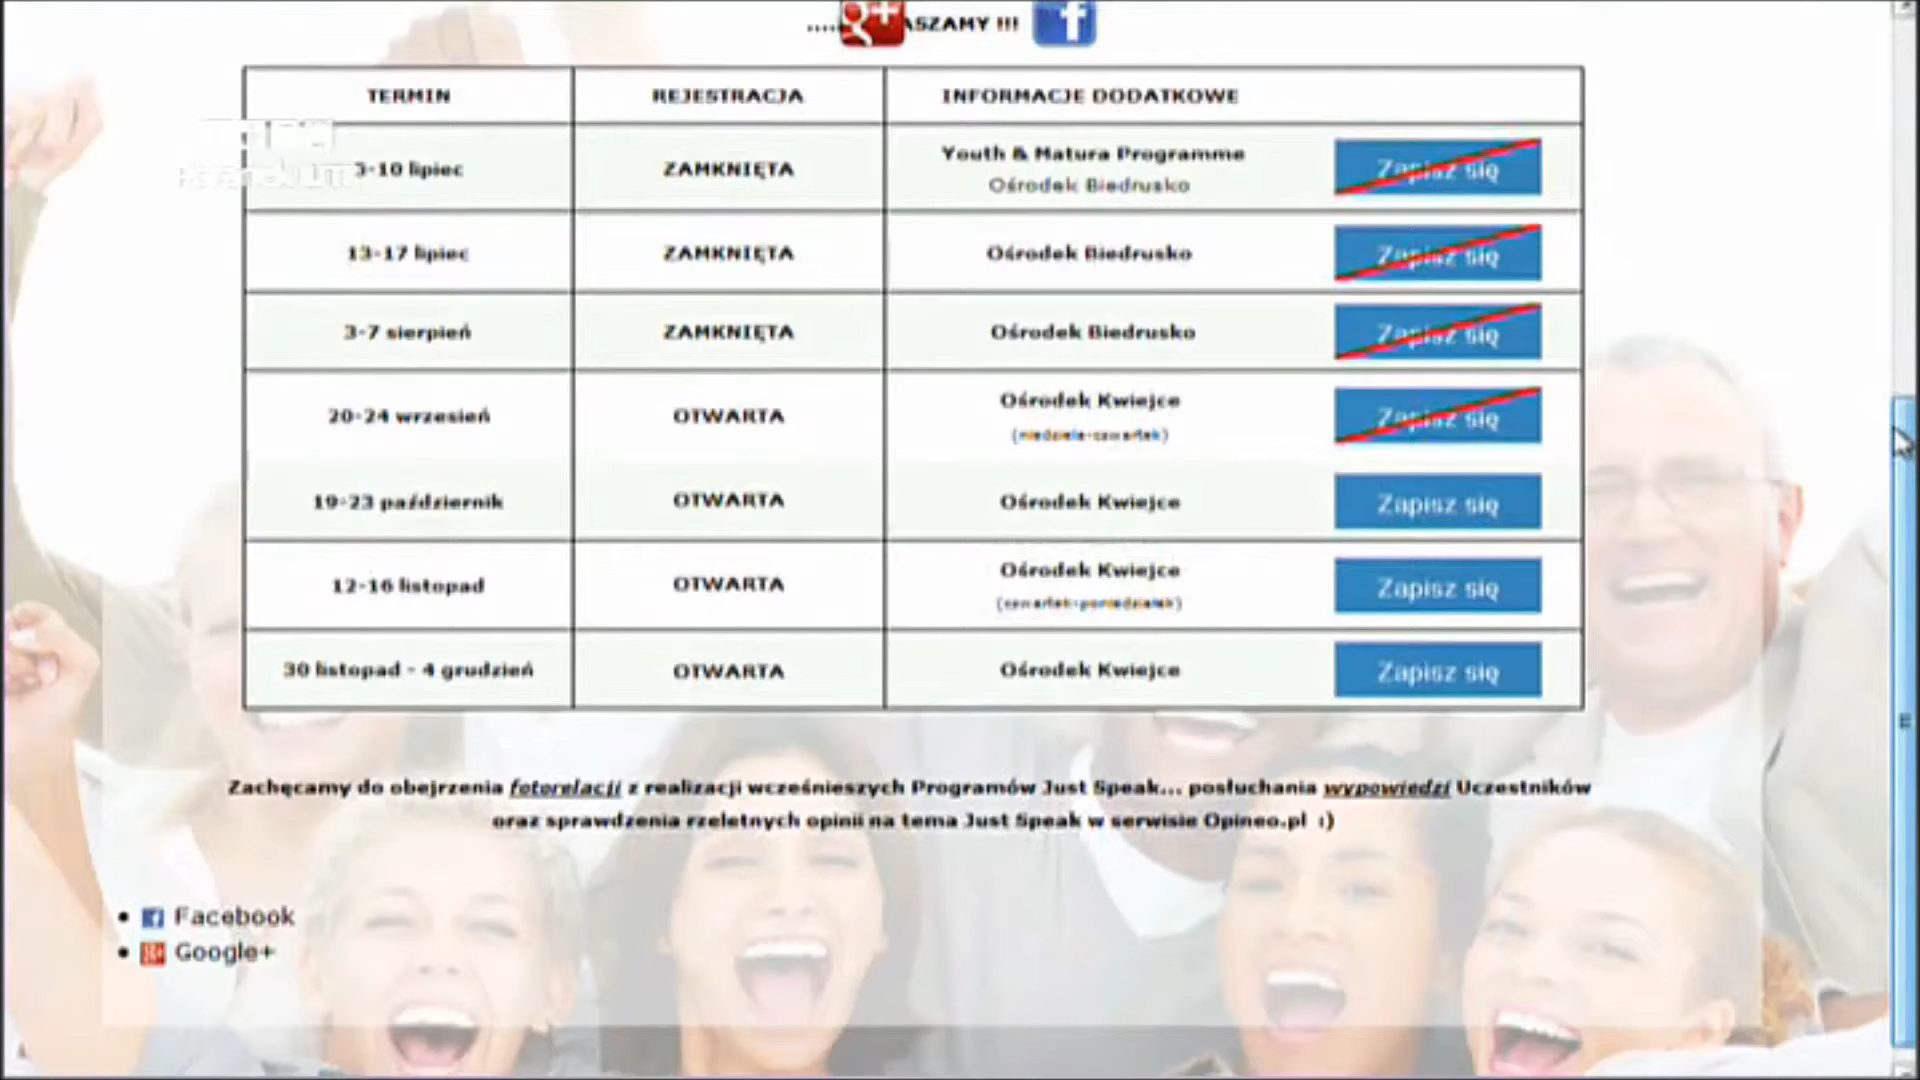 ASZAMY !!!
TERMIN REJESTRACJA INFORMACJE DODATKOWE
3-10 lipiec ZAMKNIĘTA Youth & Matura Programme Zapisz się
Ośrodek Biedrusko
13-17 lipiec ZAMKNIĘTA Ośrodek Biedrusko Zapisz się
3-7 sierpień ZAMKNIĘTA Ośrodek Biedrusko Zapisz się
20-24 wrzesień OTWARTA Ośrodek Kwiejce Zapisz się
(niedziela-czwartek)
19-23 październik OTWARTA Ośrodek Kwiejce Zapisz się
12-16 listopad OTWARTA Ośrodek Kwiejce Zapisz się
(czwartek-poniedziałek)
30 listopad - 4 grudzień OTWARTA Ośrodek Kwiejce Zapisz się
Zachęcamy do obejrzenia fotorelacji z realizacji wcześnieszych Programów Just Speak... posłuchania wypowiedzi Uczestników
oraz sprawdzenia rzeletnych opinii na tema Just Speak w serwisie Opineo.pl :)
Facebook
Google+